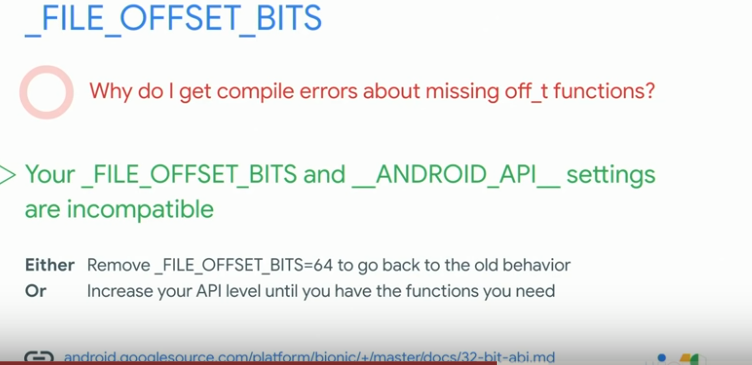 _FILE_OFFSET_BITS
Why do I get compile errors about missing off_t functions?
Your _FILE_OFFSET_BITS and __ANDROID_API__ settings
are incompatible
Either Remove _FILE_OFFSET_BITS=64 to go back to the old behavior
Or Increase your API level until you have the functions you need
android.googlesource.com/platform/bionic/+/master/docs/32-bit-abi.md